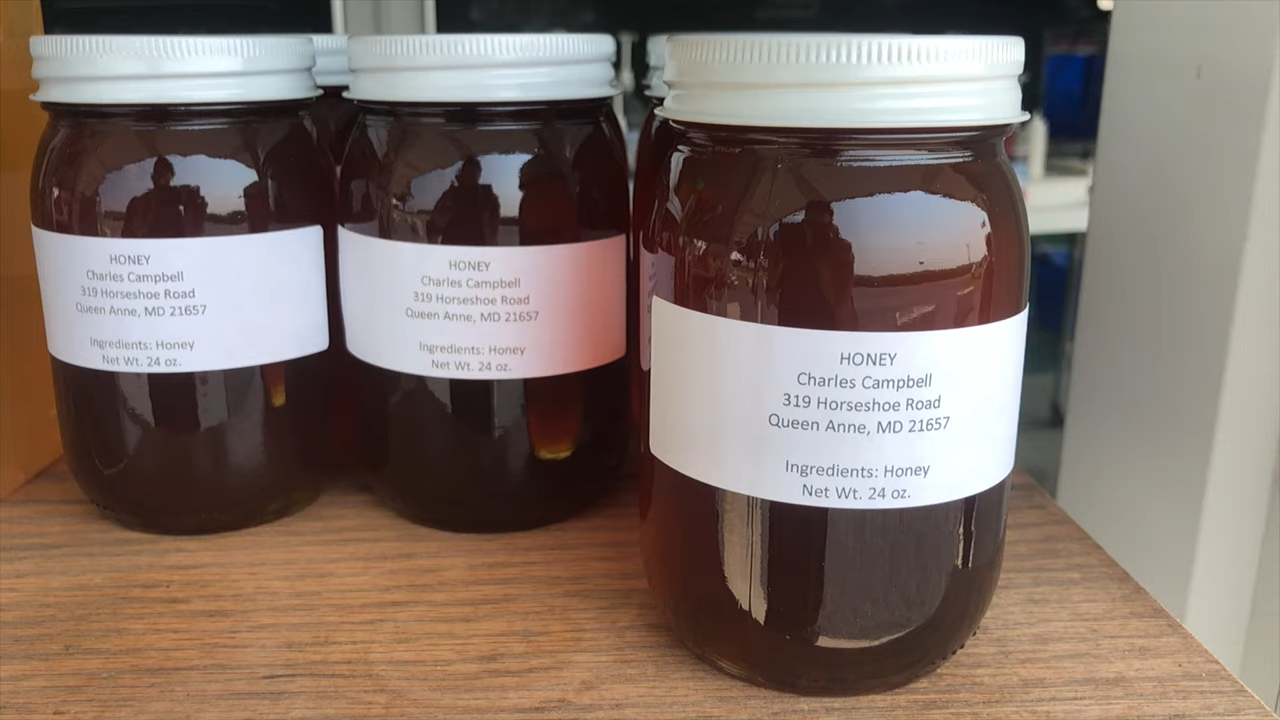 HONEY
Charles Campbell
319 Horseshoe Road
Queen Anne, MD 21657
Ingredients: Honey
Net Wt. 24 oz.
HONEY
Charles Campbell
319 Horseshoe Road
Queen Anne, MD 21657
Ingredients: Honey
Net Wt. 24 oz.
HONEY
Charles Campbell
319 Horseshoe Road
Queen Anne, MD 21657
Ingredients: Honey
Net Wt. 24 oz.